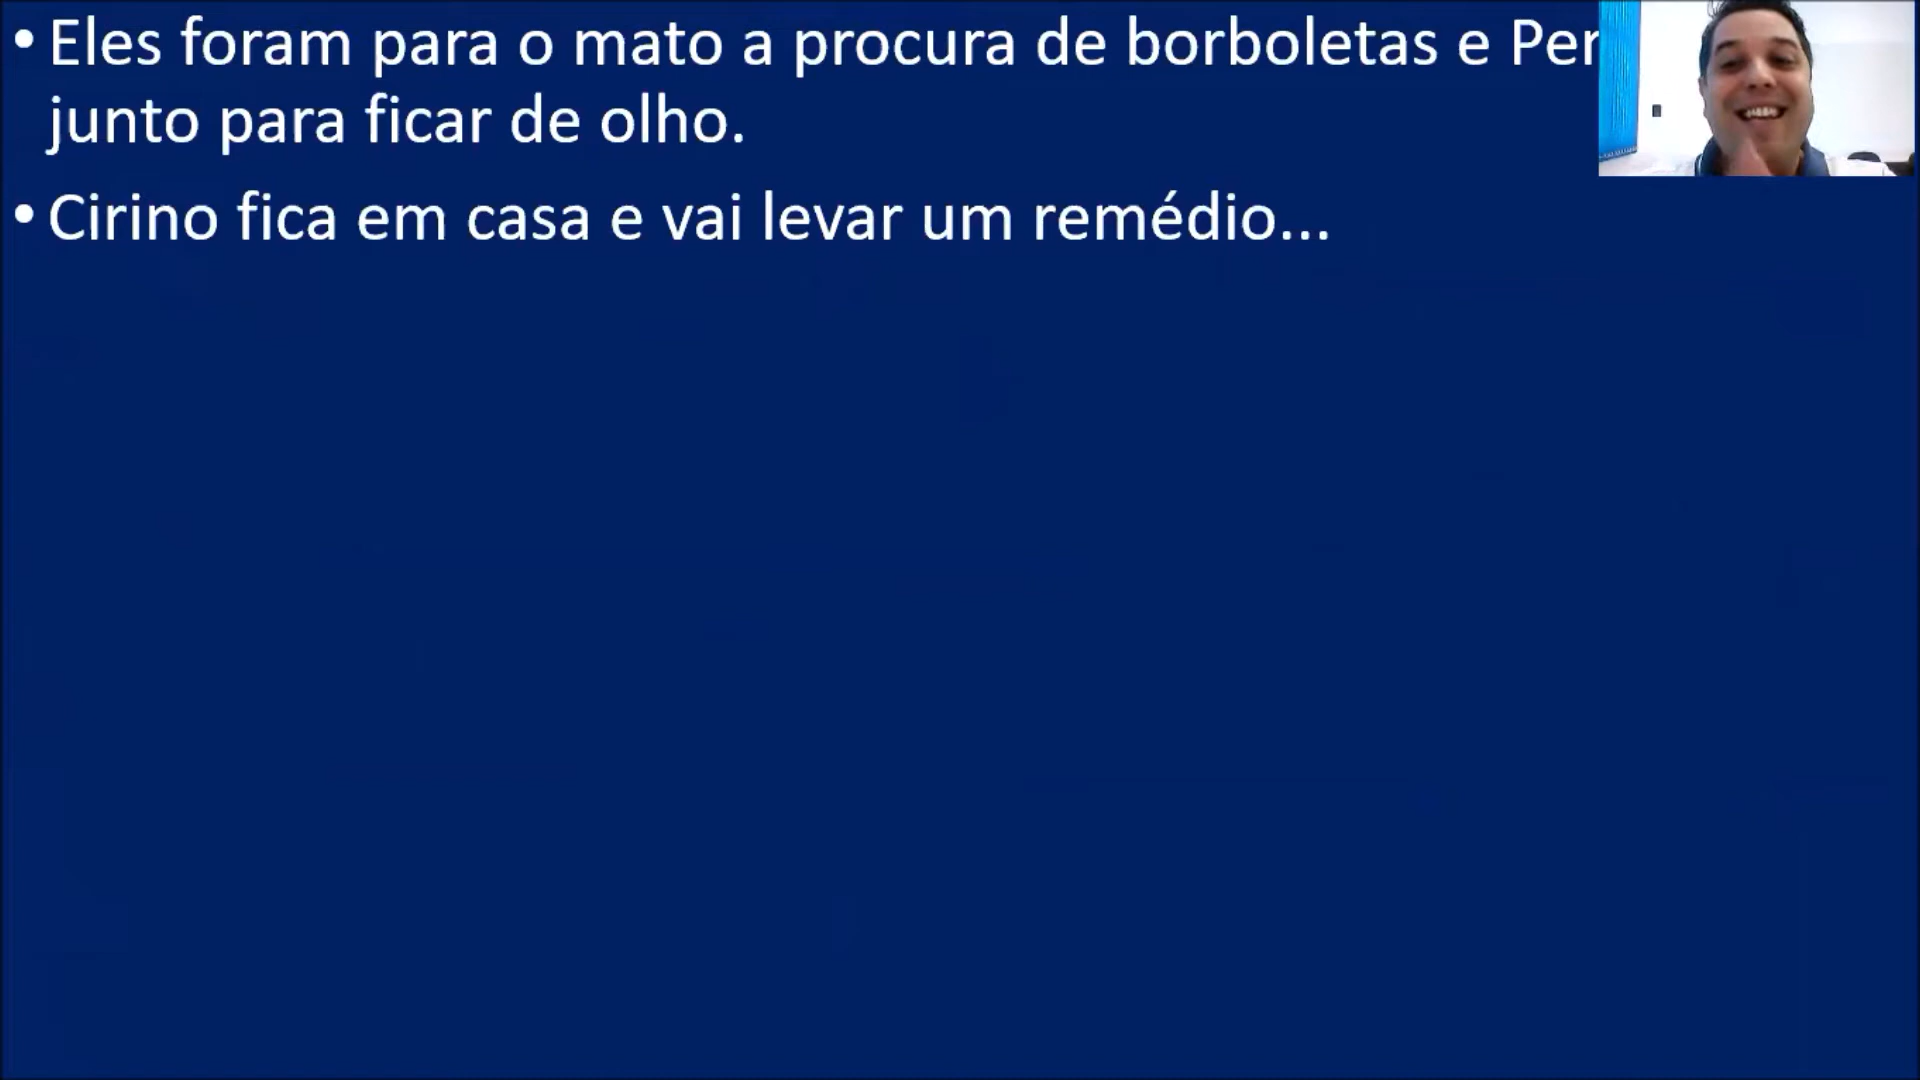 • Eles foram para o mato a procura de borboletas e
junto para ficar de olho.
• Cirino fica em casa e vai levar um remédio...